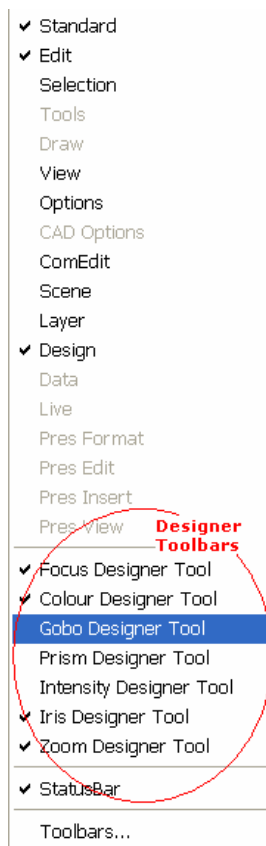 Standard
Edit
Selection
Tools
Draw
View
Options
CAD Options
ComEdit
Scene
Layer
Design
Data
Live
Pres Format
Pres Edit
Pres Insert
Pres View
Designer
Toolbars
Focus Designer Tool
Colour Designer Tool
Gobo Designer Tool
Prism Designer Tool
Intensity Designer Tool
Iris Designer Tool
Zoom Designer Tool
StatusBar
Toolbars...